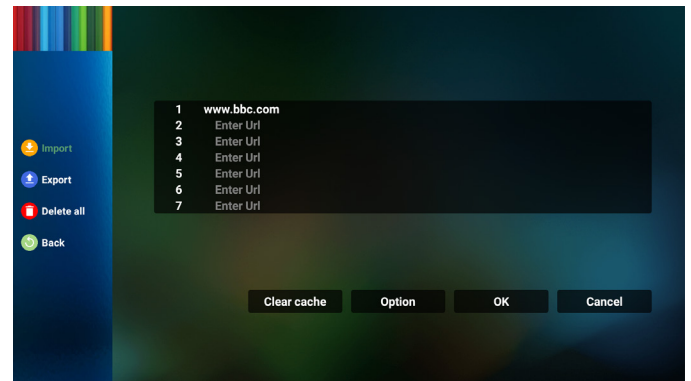 Import
Export
Delete all
Back
1 www.bbc.com
2 Enter Url
3 Enter Url
4 Enter Url
5 Enter Url
6 Enter Url
7 Enter Url
Clear cache Option OK Cancel